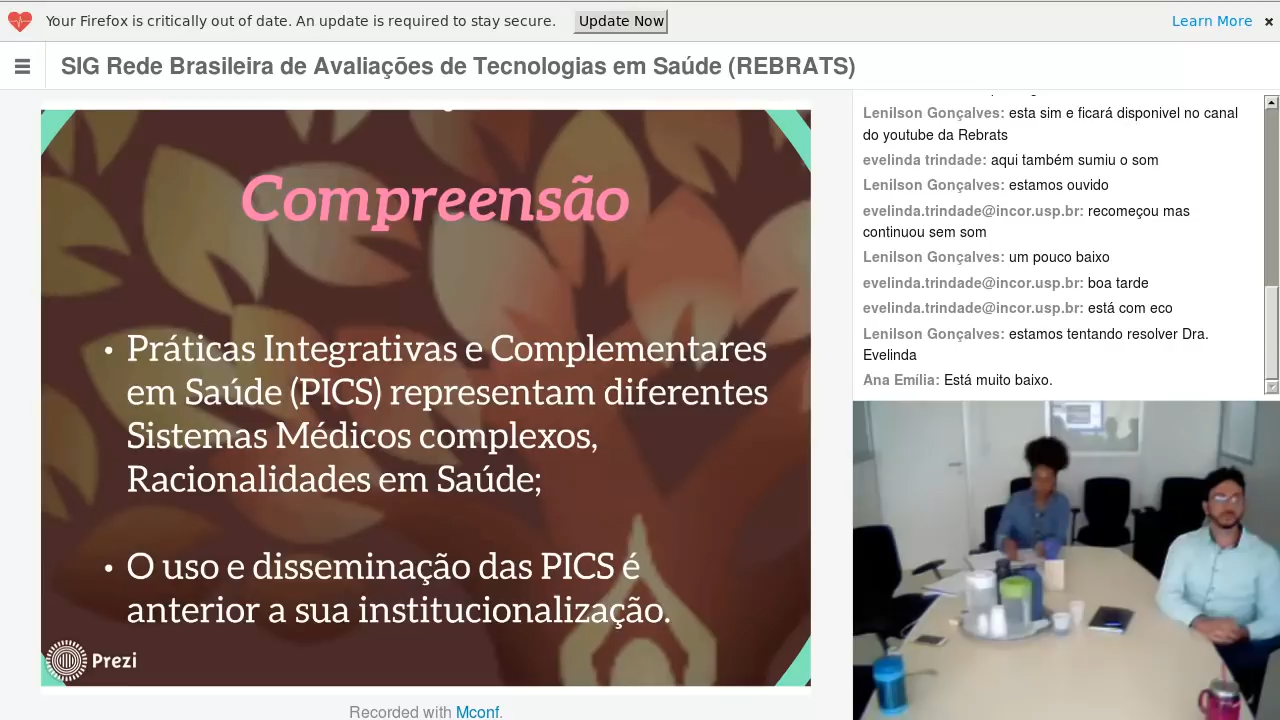 Your Firefox is critically out of date. An update is required to stay secure.
Update Now
Learn More
SIG Rede Brasileira de Avaliações de Tecnologias em Saúde (REBRATS)
Compreensão
• Práticas Integrativas e Complementares
em Saúde (PICS) representam diferentes
Sistemas Médicos complexos,
Racionalidades em Saúde;
• O uso e disseminação das PICS é
anterior a sua institucionalização.
Prezi
Recorded with Mconf.
Lenilson Gonçalves: esta sim e ficará disponivel no canal
do youtube da Rebrats
evelinda trindade: aqui também sumiu o som
Lenilson Gonçalves: estamos ouvido
evelinda.trindade@incor.usp.br: recomeçou mas
continuou sem som
Lenilson Gonçalves: um pouco baixo
evelinda.trindade@incor.usp.br: boa tarde
evelinda.trindade@incor.usp.br: está com eco
Lenilson Gonçalves: estamos tentando resolver Dra.
Evelinda
Ana Emília: Está muito baixo.